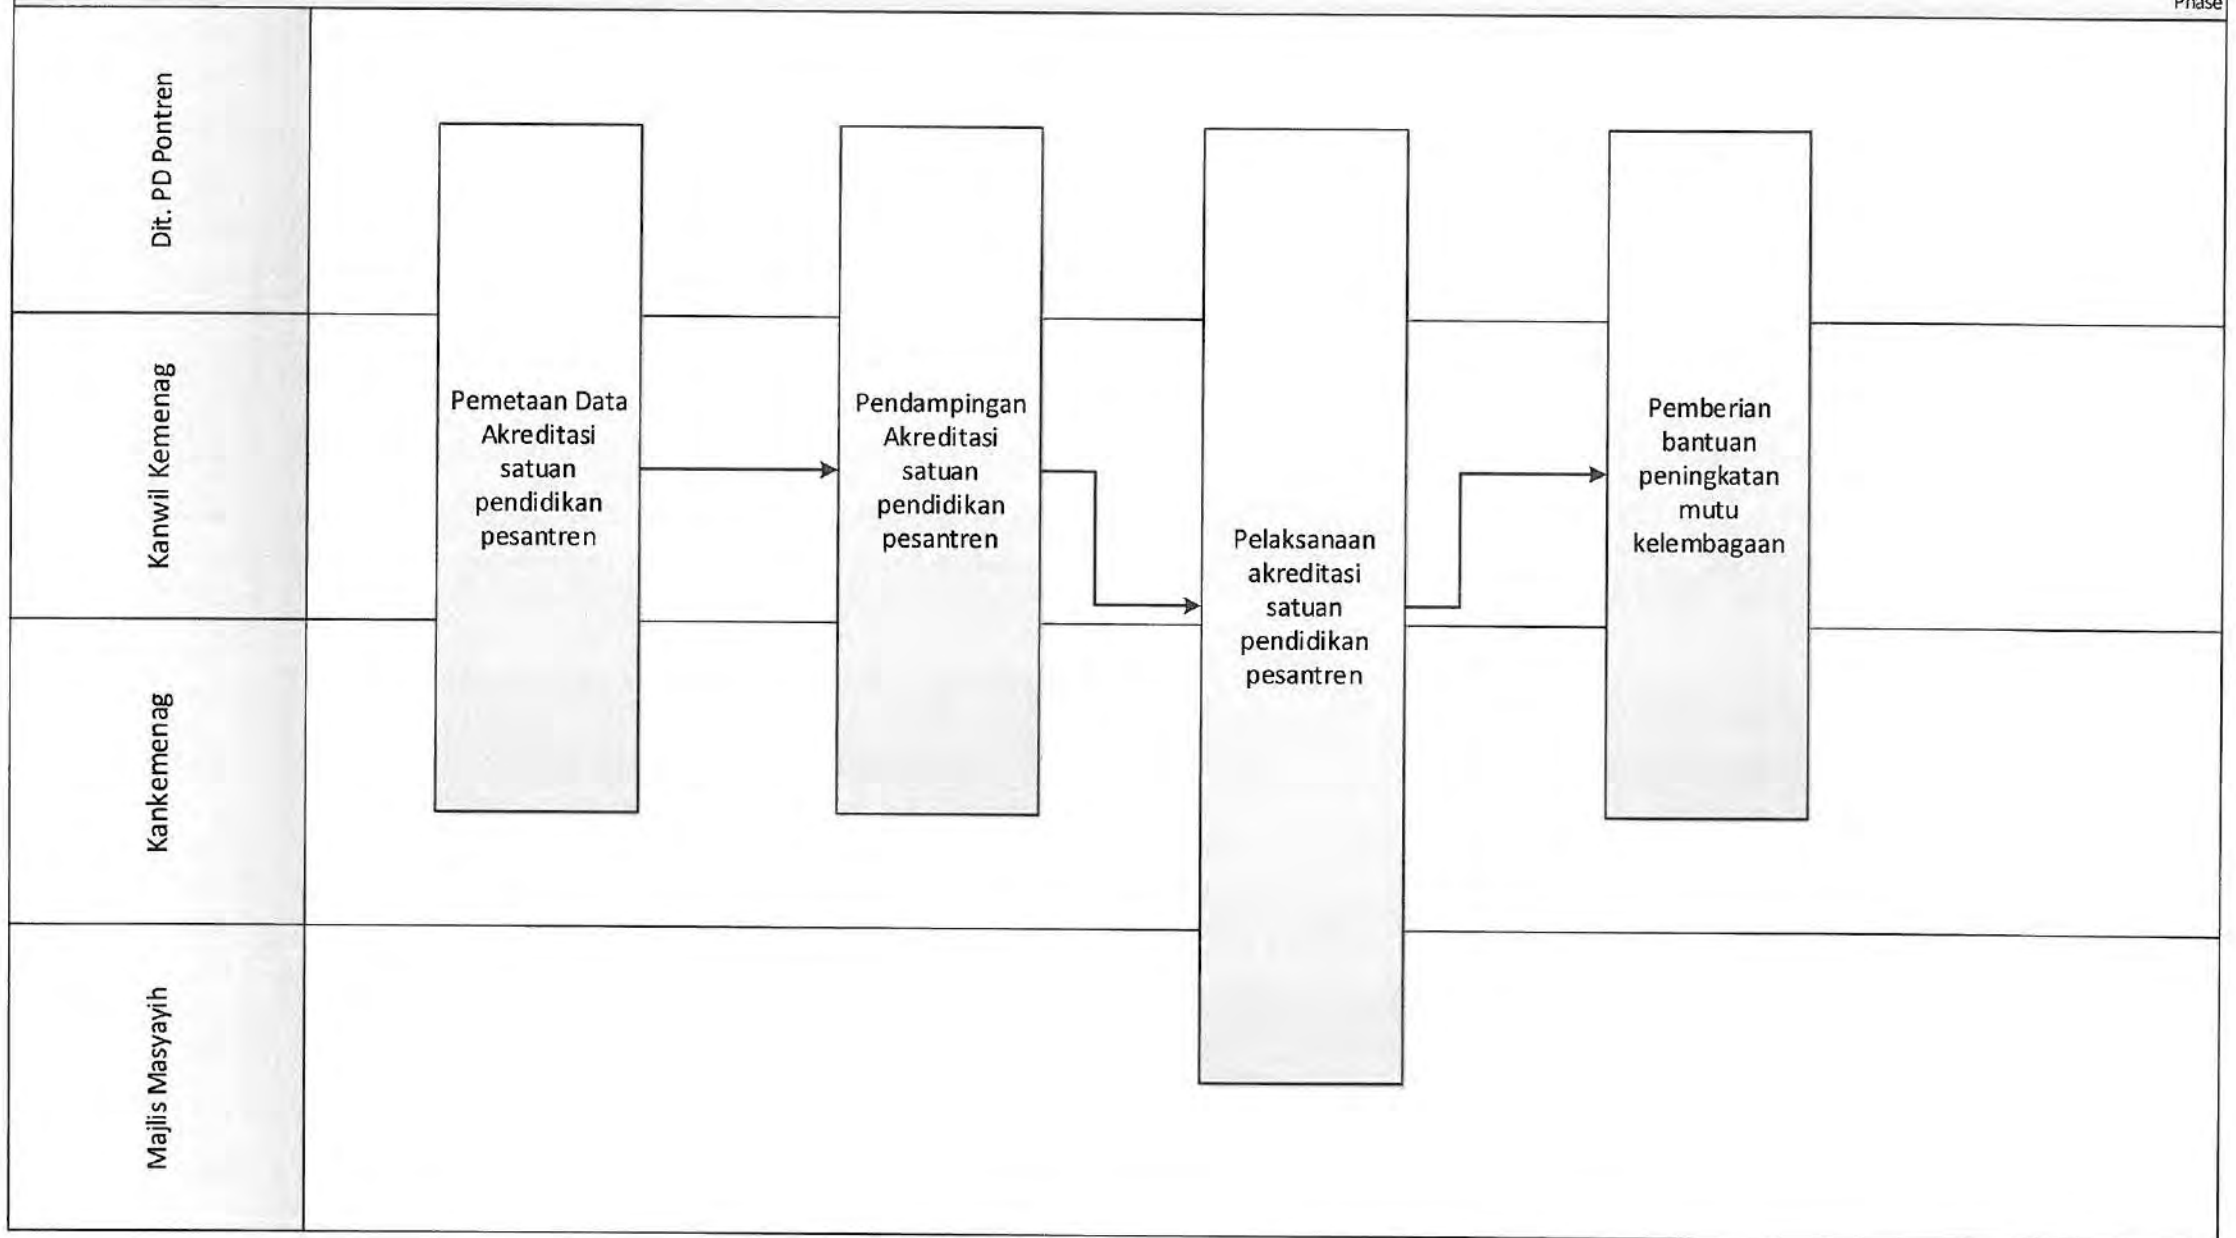 Phase
Dit. PD Pontren
Pemetaan Data
Akreditasi
satuan
pendidikan
pesantren
Pendampingan
Akreditasi
satuan
pendidikan
pesantren
Pelaksanaan
akreditasi
satuan
pendidikan
pesantren
Pemberian
bantuan
peningkatan
mutu
kelembagaan
Kanwil Kemenag
Kankemenag
Majlis Masyayih